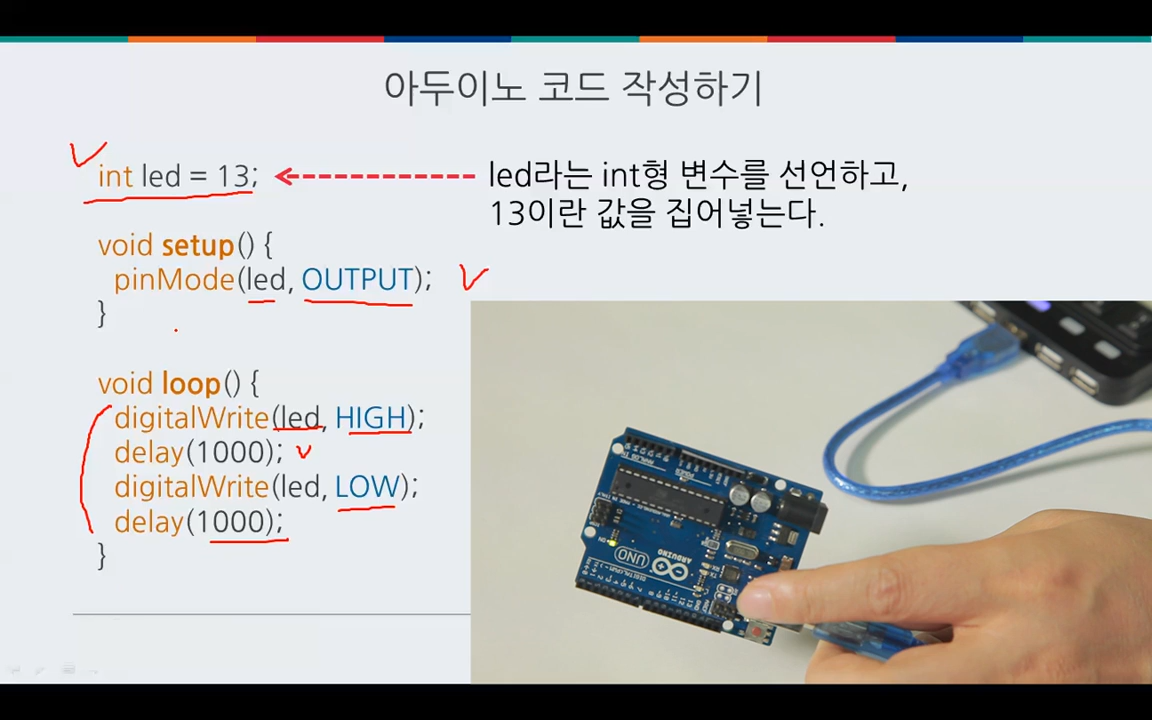 아두이노 코드 작성하기
int led = 13;
led라는 int형 변수를 선언하고,
13이란 값을 집어넣는다.
void setup() {
pinMode(led, OUTPUT);
}
void loop() {
digitalWrite(led, HIGH);
delay(1000);
digitalWrite(led, LOW);
delay(1000);
}
UNO
ARDUINO